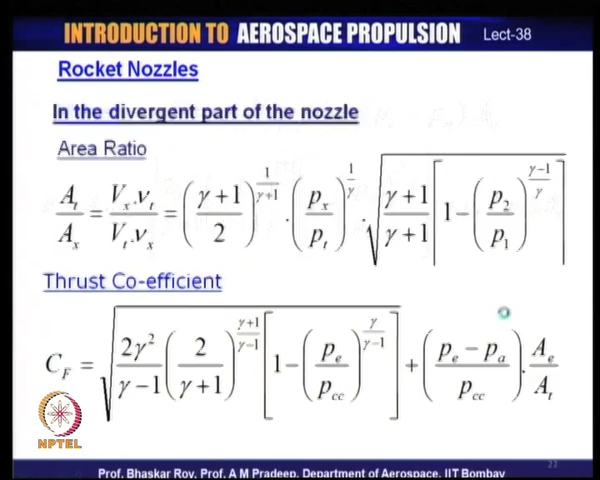 INTRODUCTION TO AEROSPACE PROPULSION Lect-38
Rocket Nozzles
In the divergent part of the nozzle
Area Ratio
A_t/A_x = V_x.ν_t/V_t.ν_x = ((γ+1)/2)^(1/(γ+1)) . (p_x/p_t)^(1/γ) . √((γ+1)/(γ+1) [1 − (p_2/p_1)^((γ−1)/γ)])
Thrust Co-efficient
C_F = √(2γ²/(γ−1) (2/(γ+1))^((γ+1)/(γ−1)) [1 − (p_e/p_cc)^(γ/(γ−1))]) + ((p_e − p_a)/p_cc) . A_e/A_t
NPTEL
22
Prof. Bhaskar Roy, Prof. A M Pradeep, Department of Aerospace, IIT Bombay